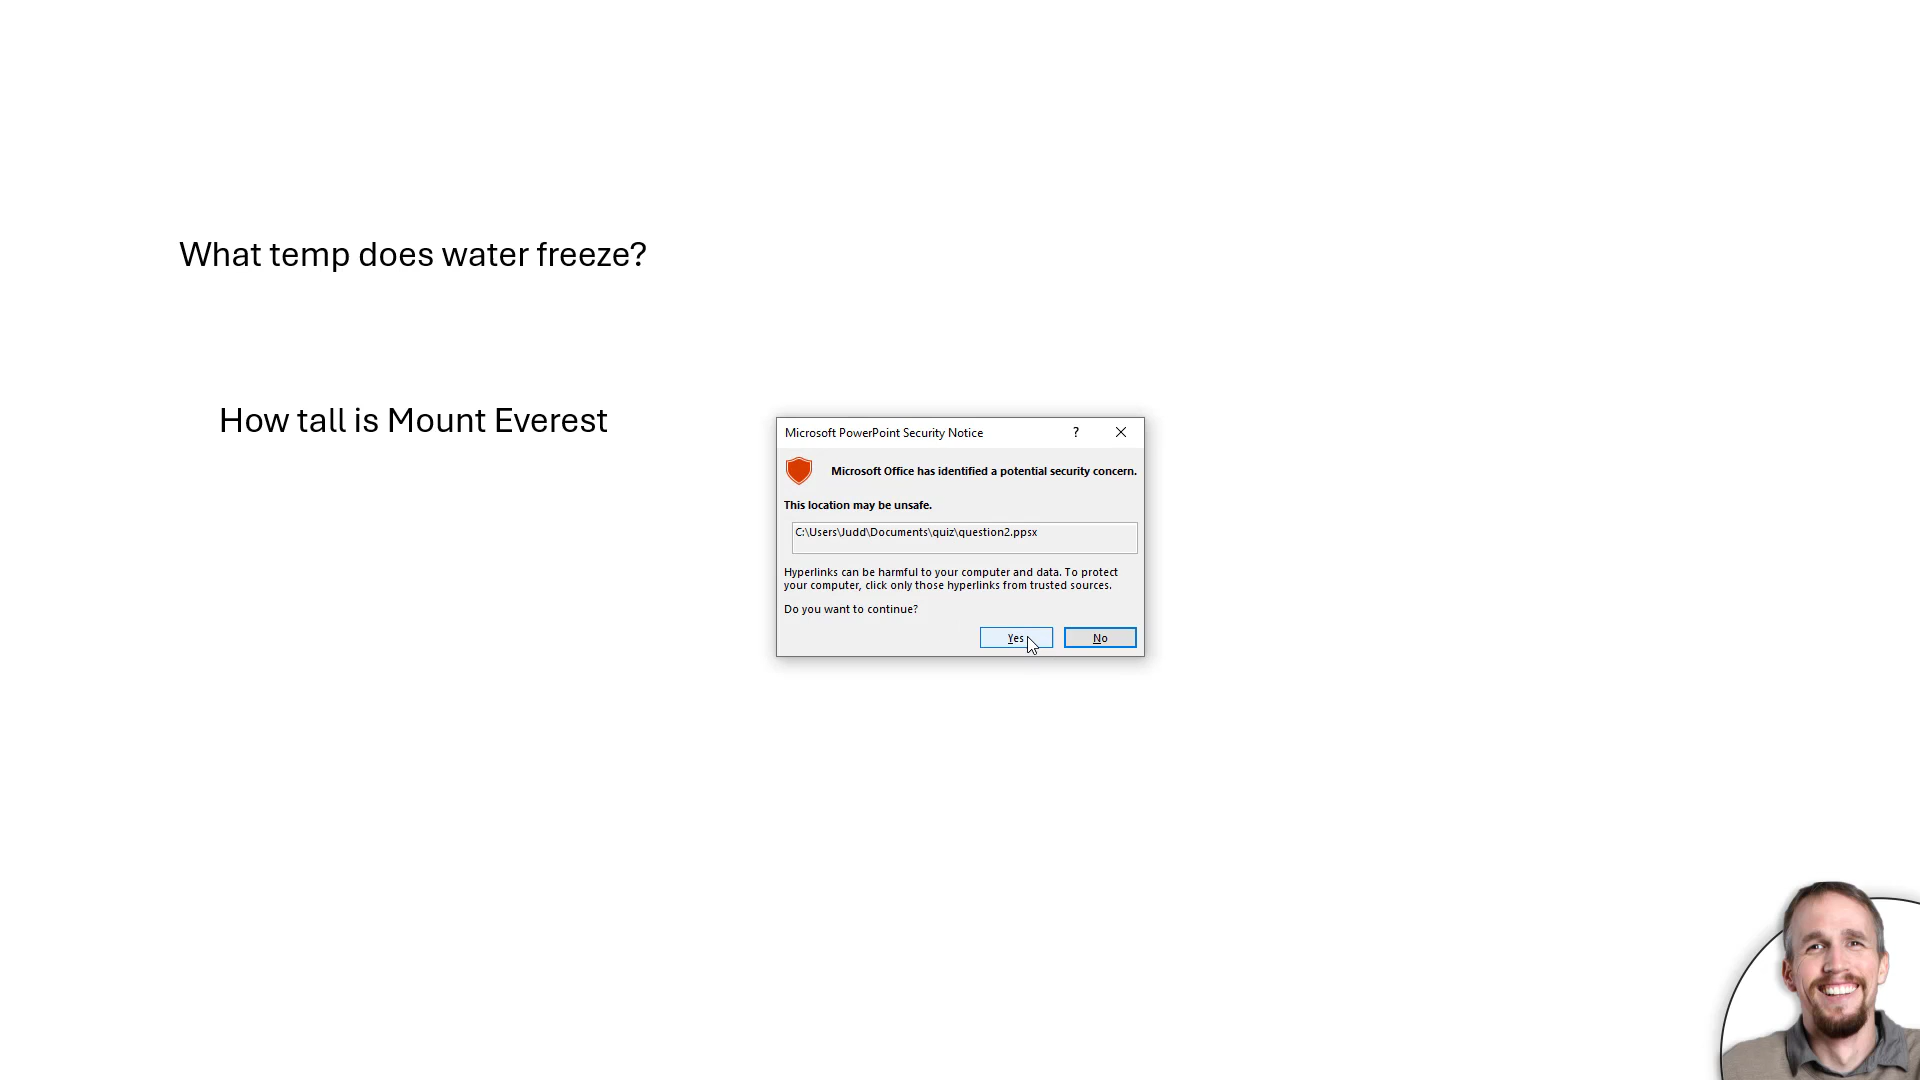 What temp does water freeze?
How tall is Mount Everest
Microsoft PowerPoint Security Notice
?
Microsoft Office has identified a potential security concern.
This location may be unsafe.
C:\Users\Judd\Documents\quiz\question2.ppsx
Hyperlinks can be harmful to your computer and data. To protect
your computer, click only those hyperlinks from trusted sources.
Do you want to continue?
Yes No